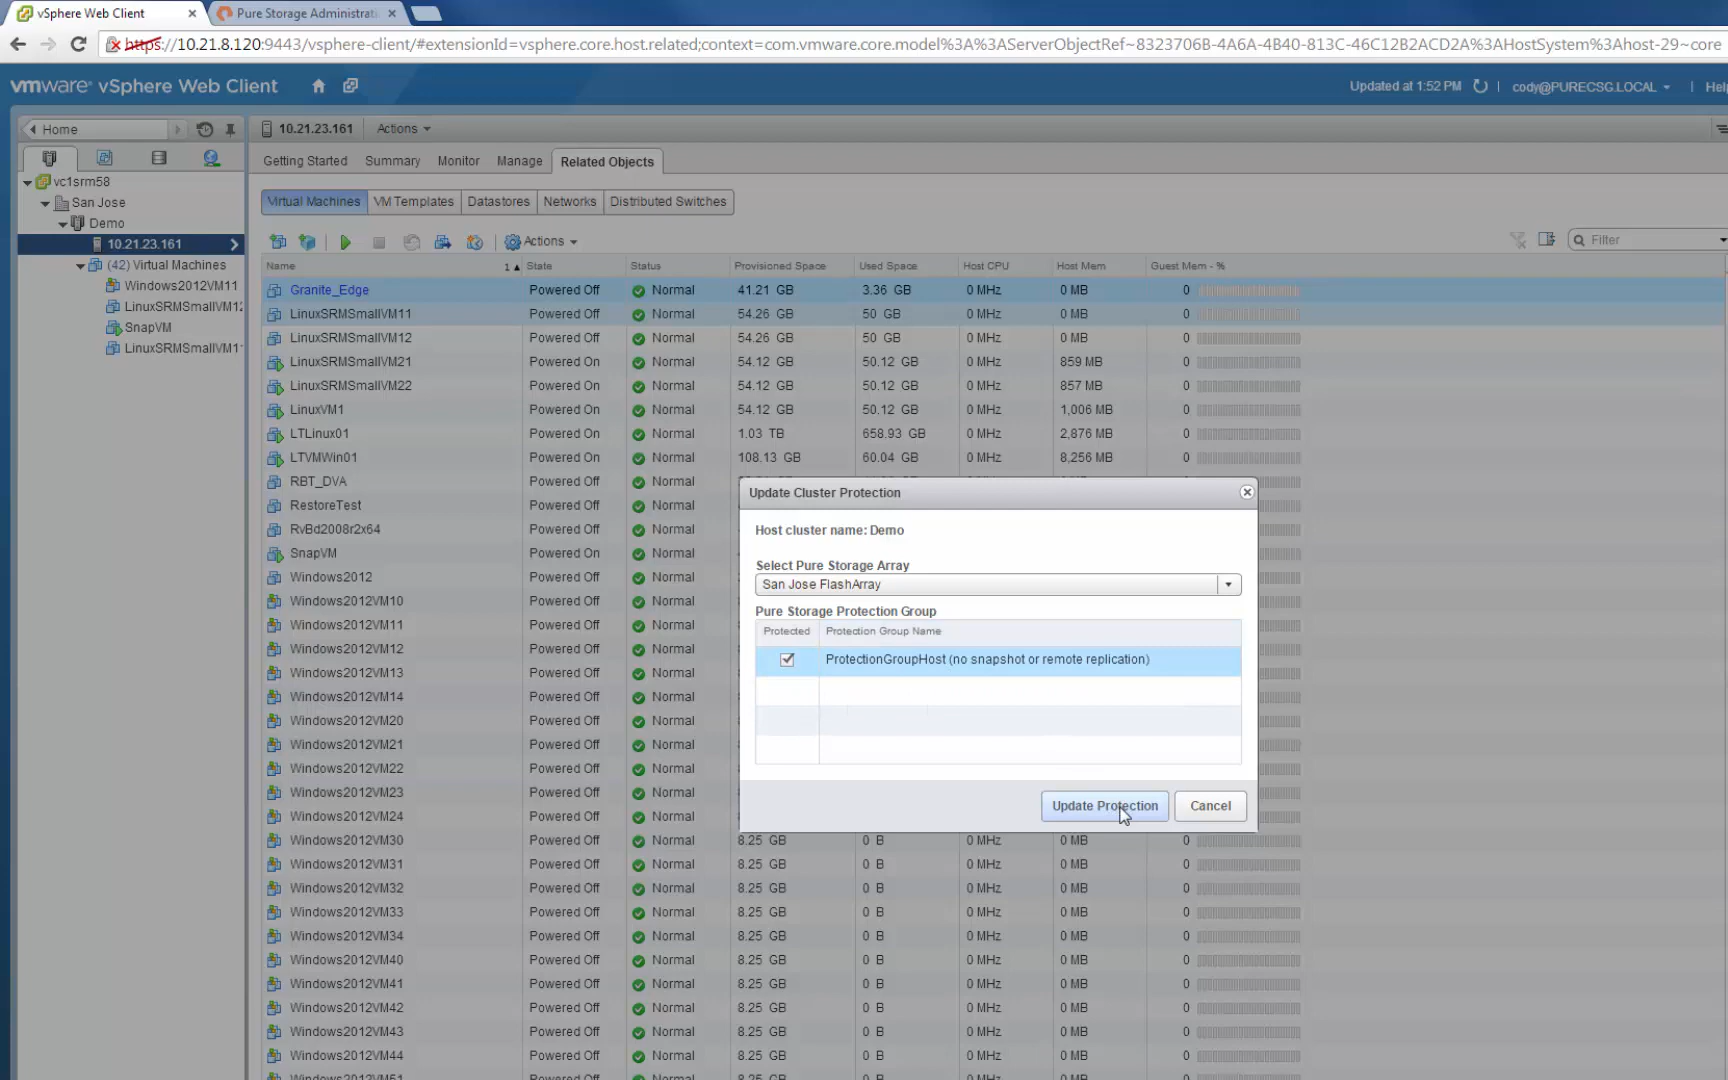 vSphere Web Client × Pure Storage Administrati ×
https://10.21.8.120:9443/vsphere-client/#extensionId=vsphere.core.host.related;context=com.vmware.core.model%3A%3AServerObjectRef~8323706B-4A6A-4B40-813C-46C12B2ACD2A%3AHostSystem%3Ahost-29~core
vmware® vSphere Web Client Updated at 1:52 PM | cody@PURECSG.LOCAL | Hel
Home 10.21.23.161 Actions
Getting Started Summary Monitor Manage Related Objects
vc1srm58
San Jose
Demo
10.21.23.161
(42) Virtual Machines
Windows2012VM11
LinuxSRMSmallVM12
SnapVM
LinuxSRMSmallVM1
Virtual Machines VM Templates Datastores Networks Distributed Switches
Actions Filter
Name 1 State Status Provisioned Space Used Space Host CPU Host Mem Guest Mem - %
Granite_Edge Powered Off Normal 41.21 GB 3.36 GB 0 MHz 0 MB 0
LinuxSRMSmallVM11 Powered Off Normal 54.26 GB 50 GB 0 MHz 0 MB 0
LinuxSRMSmallVM12 Powered Off Normal 54.26 GB 50 GB 0 MHz 0 MB 0
LinuxSRMSmallVM21 Powered On Normal 54.12 GB 50.12 GB 0 MHz 859 MB 0
LinuxSRMSmallVM22 Powered On Normal 54.12 GB 50.12 GB 0 MHz 857 MB 0
LinuxVM1 Powered On Normal 54.12 GB 50.12 GB 0 MHz 1,006 MB 0
LTLinux01 Powered On Normal 1.03 TB 658.93 GB 0 MHz 2,876 MB 0
LTVMWin01 Powered On Normal 108.13 GB 60.04 GB 0 MHz 8,256 MB 0
RBT_DVA Powered Off Normal
RestoreTest Powered Off Normal
RvBd2008r2x64 Powered Off Normal
SnapVM Powered On Normal
Windows2012 Powered Off Normal
Windows2012VM10 Powered Off Normal
Windows2012VM11 Powered Off Normal
Windows2012VM12 Powered Off Normal
Windows2012VM13 Powered Off Normal
Windows2012VM14 Powered Off Normal
Windows2012VM20 Powered Off Normal
Windows2012VM21 Powered Off Normal
Windows2012VM22 Powered Off Normal
Windows2012VM23 Powered Off Normal
Windows2012VM24 Powered Off Normal
Windows2012VM30 Powered Off Normal 8.25 GB 0 B 0 MHz 0 MB 0
Windows2012VM31 Powered Off Normal 8.25 GB 0 B 0 MHz 0 MB 0
Windows2012VM32 Powered Off Normal 8.25 GB 0 B 0 MHz 0 MB 0
Windows2012VM33 Powered Off Normal 8.25 GB 0 B 0 MHz 0 MB 0
Windows2012VM34 Powered Off Normal 8.25 GB 0 B 0 MHz 0 MB 0
Windows2012VM40 Powered Off Normal 8.25 GB 0 B 0 MHz 0 MB 0
Windows2012VM41 Powered Off Normal 8.25 GB 0 B 0 MHz 0 MB 0
Windows2012VM42 Powered Off Normal 8.25 GB 0 B 0 MHz 0 MB 0
Windows2012VM43 Powered Off Normal 8.25 GB 0 B 0 MHz 0 MB 0
Windows2012VM44 Powered Off Normal 8.25 GB 0 B 0 MHz 0 MB 0
Update Cluster Protection
Host cluster name: Demo
Select Pure Storage Array
San Jose FlashArray
Pure Storage Protection Group
Protected Protection Group Name
ProtectionGroupHost (no snapshot or remote replication)
Update Protection Cancel